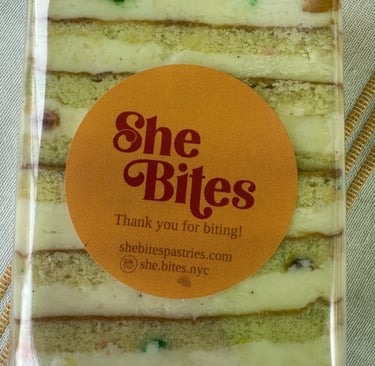 She
Bites
Thank you for biting!
shebitespastries.com
she.bites.nyc